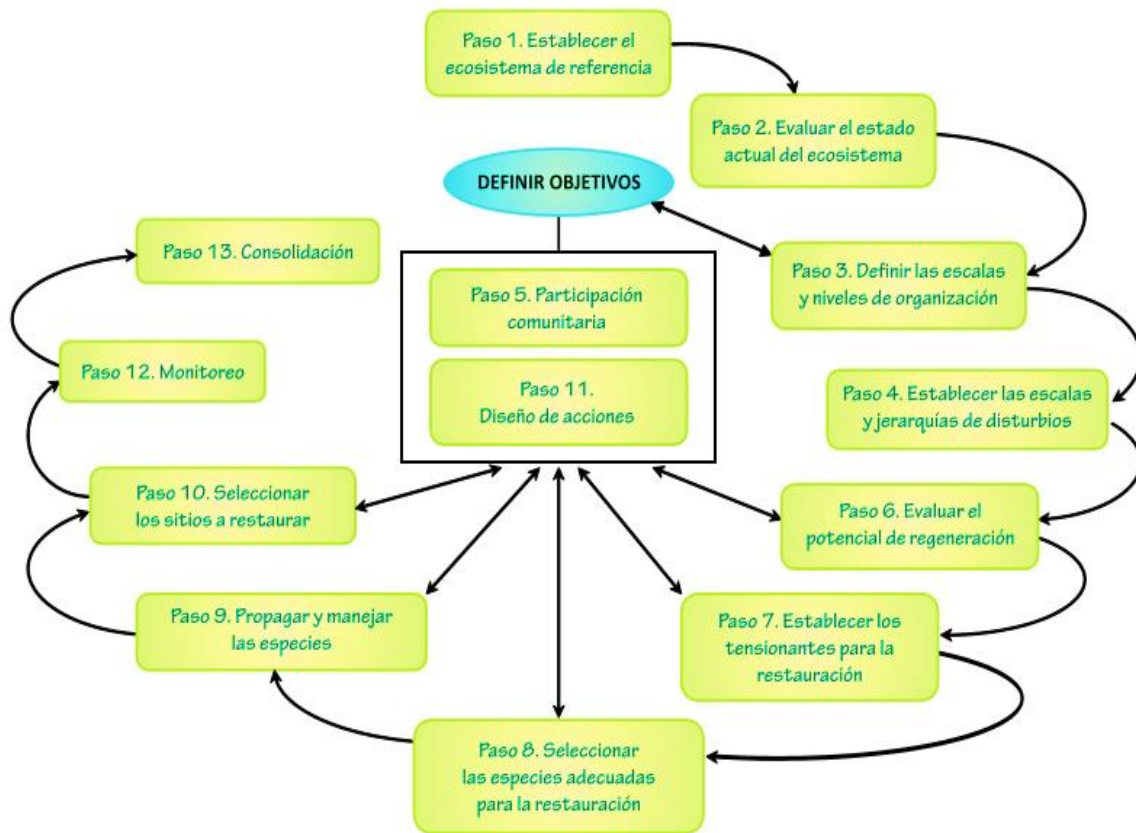 Paso 1. Establecer el
ecosistema de referencia
Paso 2. Evaluar el estado
actual del ecosistema
DEFINIR OBJETIVOS
Paso 3. Definir las escalas
y niveles de organización
Paso 4. Establecer las escalas
y jerarquías de disturbios
Paso 5. Participación
comunitaria
Paso 11.
Diseño de acciones
Paso 6. Evaluar el
potencial de regeneración
Paso 7. Establecer los
tensionantes para la
restauración
Paso 8. Seleccionar
las especies adecuadas
para la restauración
Paso 9. Propagar y manejar
las especies
Paso 10. Seleccionar
los sitios a restaurar
Paso 12. Monitoreo
Paso 13. Consolidación